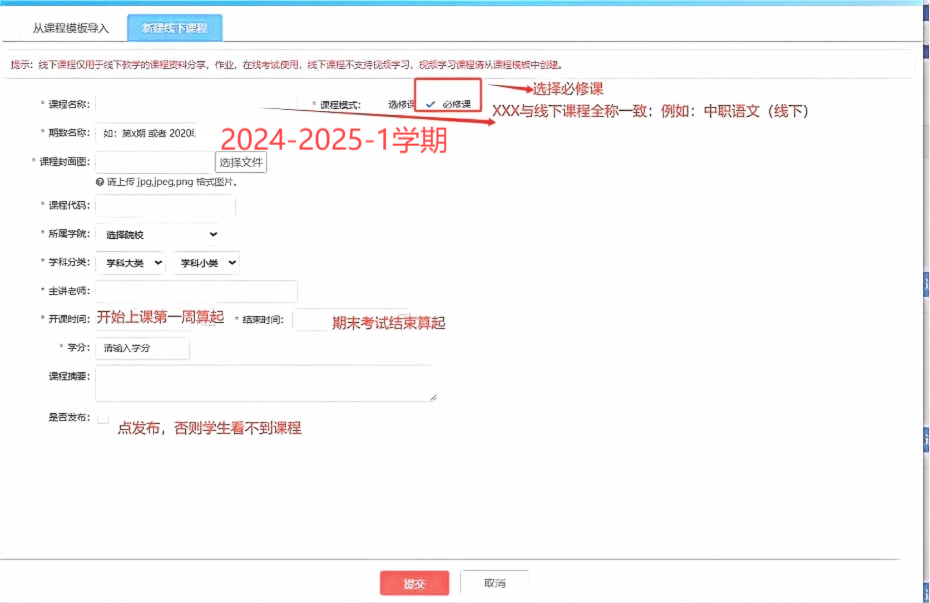 从课程模板导入 新建线下课程
提示：线下课程仅用于线下教学的课程资料分享，作业，在线考试使用，线下课程不支持视频学习，视频学习课程请从课程模板中创建。
选择必修课
* 课程名称： * 课程模式： 选修课 必修课
XXX与线下课程全称一致：例如：中职语文（线下）
* 期数名称： 如：第x期 或者 2020
2024-2025-1学期
* 课程封面图： 选择文件
请上传 jpg,jpeg,png 格式图片。
* 课程代码：
* 所属学院： 选择院校
* 学科分类： 学科大类 学科小类
* 主讲老师：
* 开课时间： 开始上课第一周算起 * 结束时间： 期末考试结束算起
* 学分： 请输入学分
课程摘要：
是否发布：
点发布，否则学生看不到课程
提交 取消